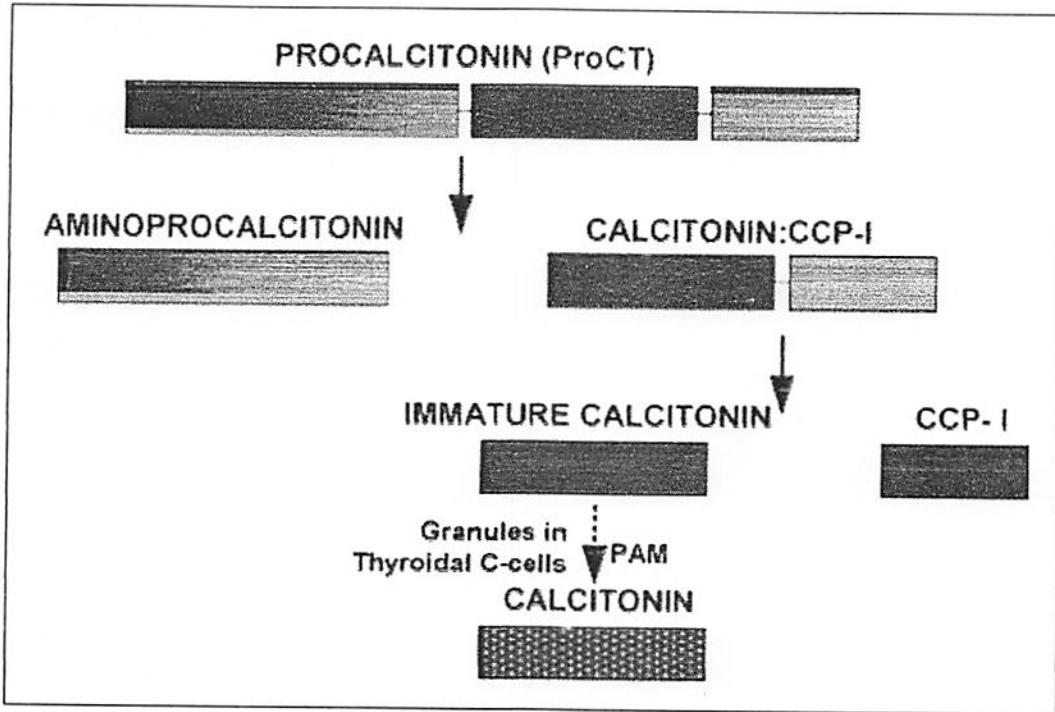 PROCALCITONIN (ProCT)
AMINOPROCALCITONIN
CALCITONIN:CCP-I
IMMATURE CALCITONIN
CCP- I
Granules in
Thyroidal C-cells
PAM
CALCITONIN